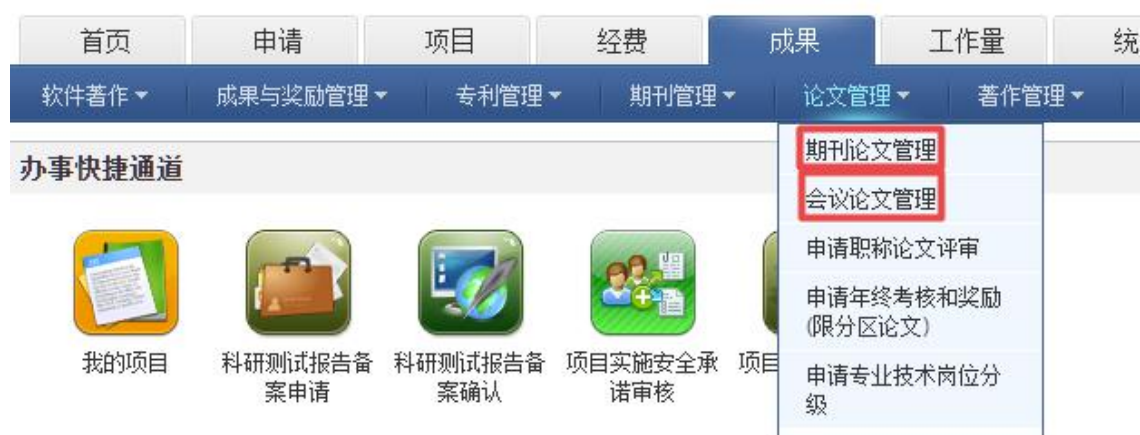 首页 申请 项目 经费 成果 工作量 统
软件著作 成果与奖励管理 专利管理 期刊管理 论文管理 著作管理
期刊论文管理
办事快捷通道
会议论文管理
申请职称论文评审
申请年终考核和奖励
(限分区论文)
我的项目 科研测试报告备 科研测试报告备 项目实施安全承 项目
案申请 案确认 诺审核
申请专业技术岗位分
级